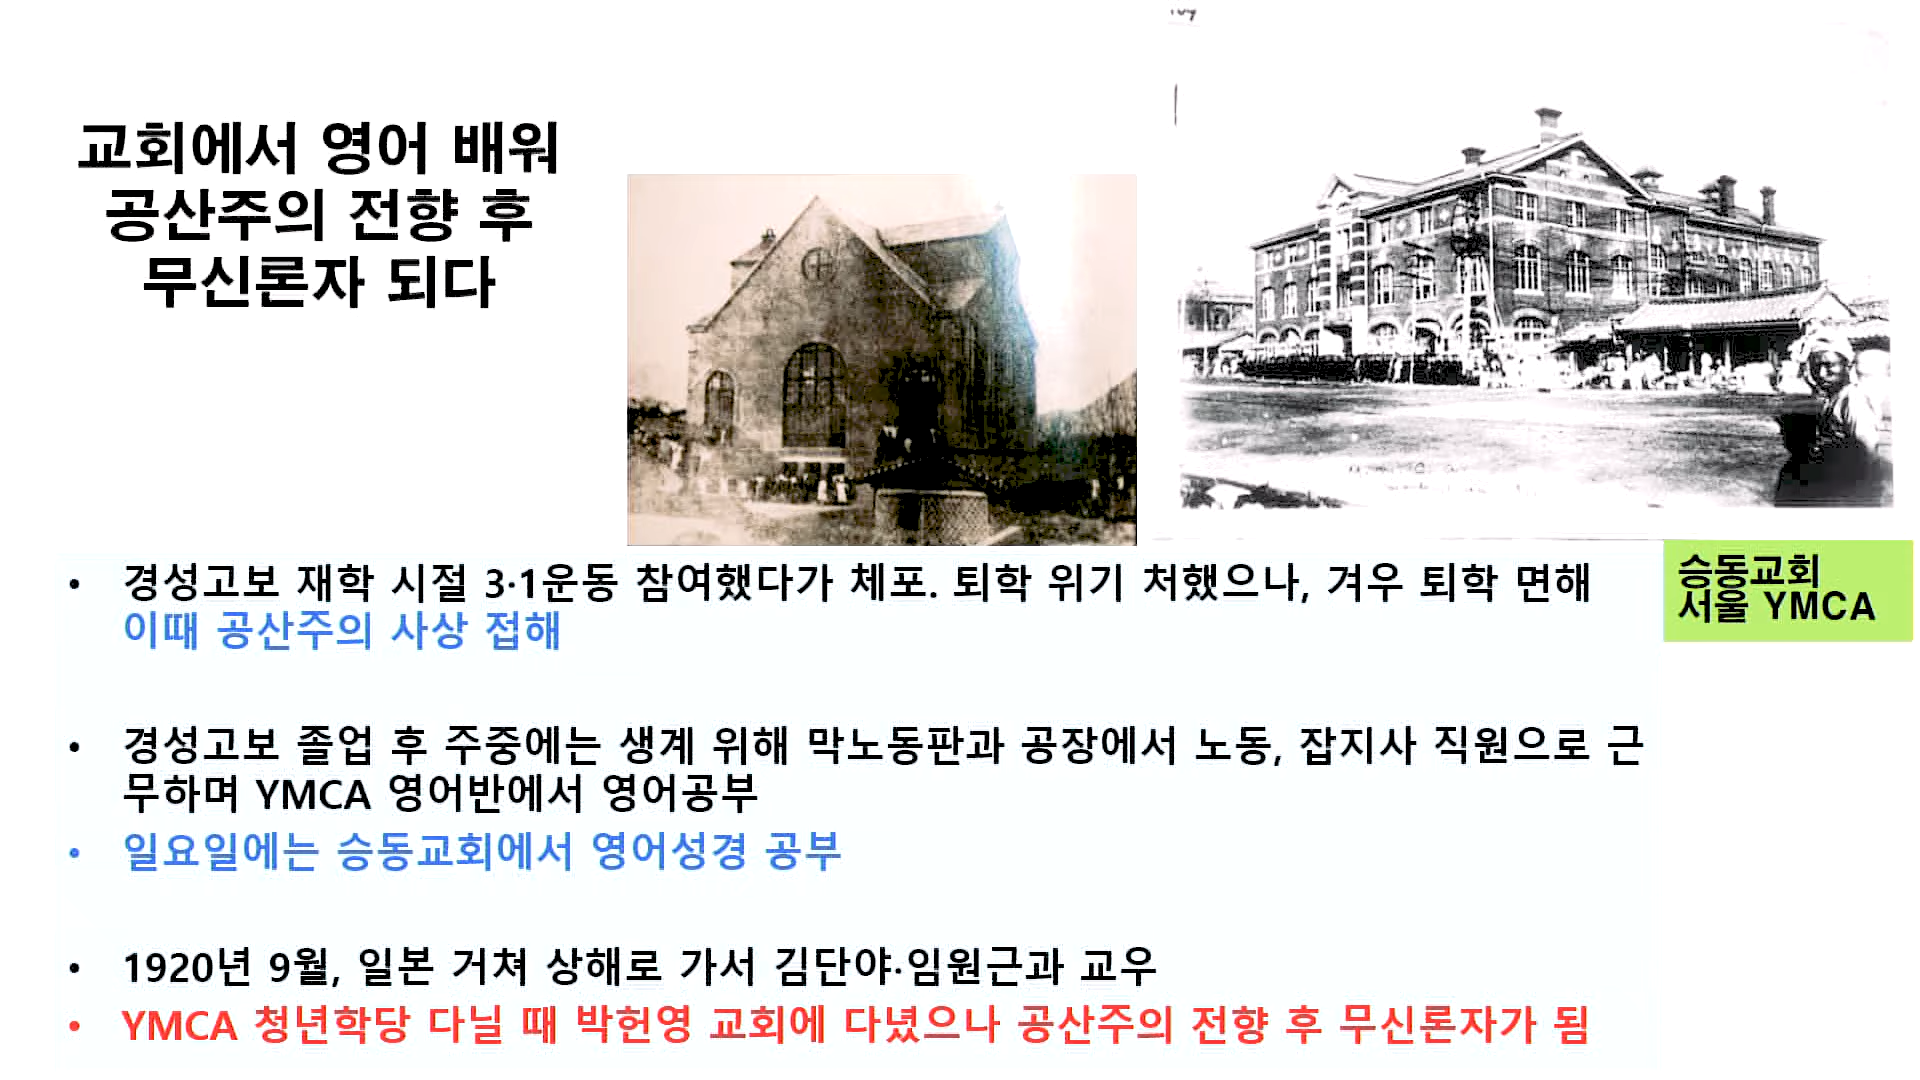 교회에서 영어 배워
공산주의 전향 후
무신론자 되다
• 경성고보 재학 시절 3·1운동 참여했다가 체포. 퇴학 위기 처했으나, 겨우 퇴학 면해
이때 공산주의 사상 접해
승동교회
서울 YMCA
• 경성고보 졸업 후 주중에는 생계 위해 막노동판과 공장에서 노동, 잡지사 직원으로 근
무하며 YMCA 영어반에서 영어공부
• 일요일에는 승동교회에서 영어성경 공부
• 1920년 9월, 일본 거쳐 상해로 가서 김단야·임원근과 교우
• YMCA 청년학당 다닐 때 박헌영 교회에 다녔으나 공산주의 전향 후 무신론자가 됨